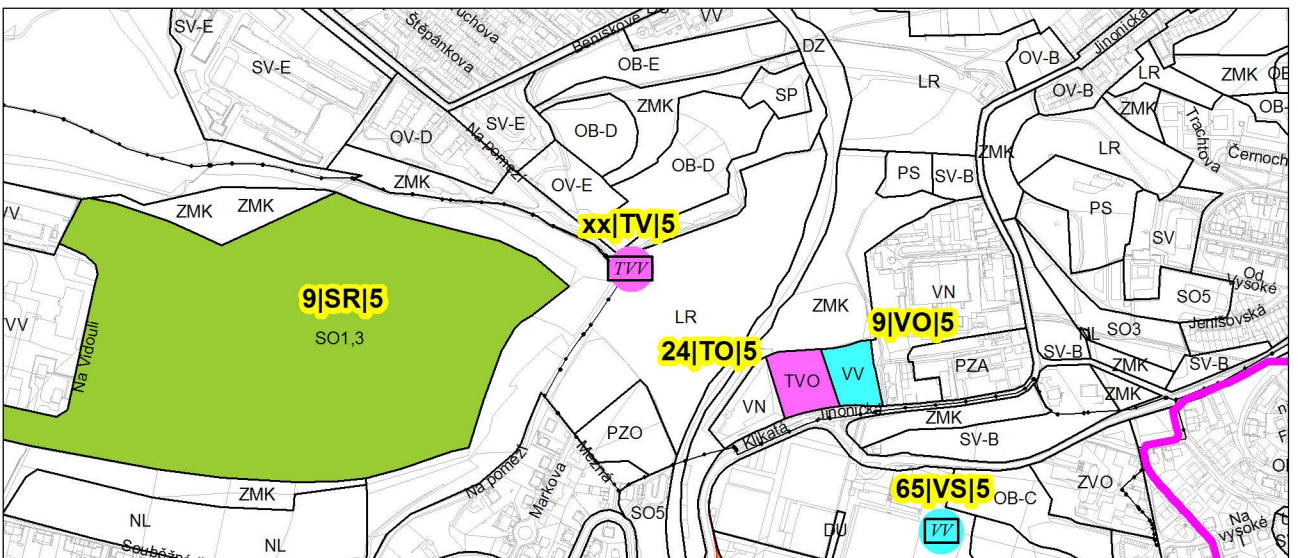 SV-E
Štěpánkova
Beníškové
VV
DZ
OV-B
Jinonická
LR
ZMK
SV-E
OB-E
LR
OV-B
ZMK
SP
ZMK
OB-
SV-E
OB-D
OV-D
Na pomezí
ZMK
Trachtova
Černoch
LR
OB-D
ZMK
PS
SV-B
OV-E
ZMK
PS
ZMK
ZMK
VV
xx|TV|5
SV
TVV
Od
Vysoké
9|SR|5
VN
SO5
SO1,3
ZMK
Jenišovská
LR
9|VO|5
SO3
NL
24|TO|5
SV-B
VV
PZA
ZMK
SV-B
Na Vidouli
TVO
VV
ZMK
VN
Jinonická
ZMK
PZO
Klikatá
SV-B
Mezná
Na pomezí
Markova
65|VS|5
OB-C
ZVO
ZMK
SO5
NL
NL
Souběžná
DU
VV
Na
vysoké